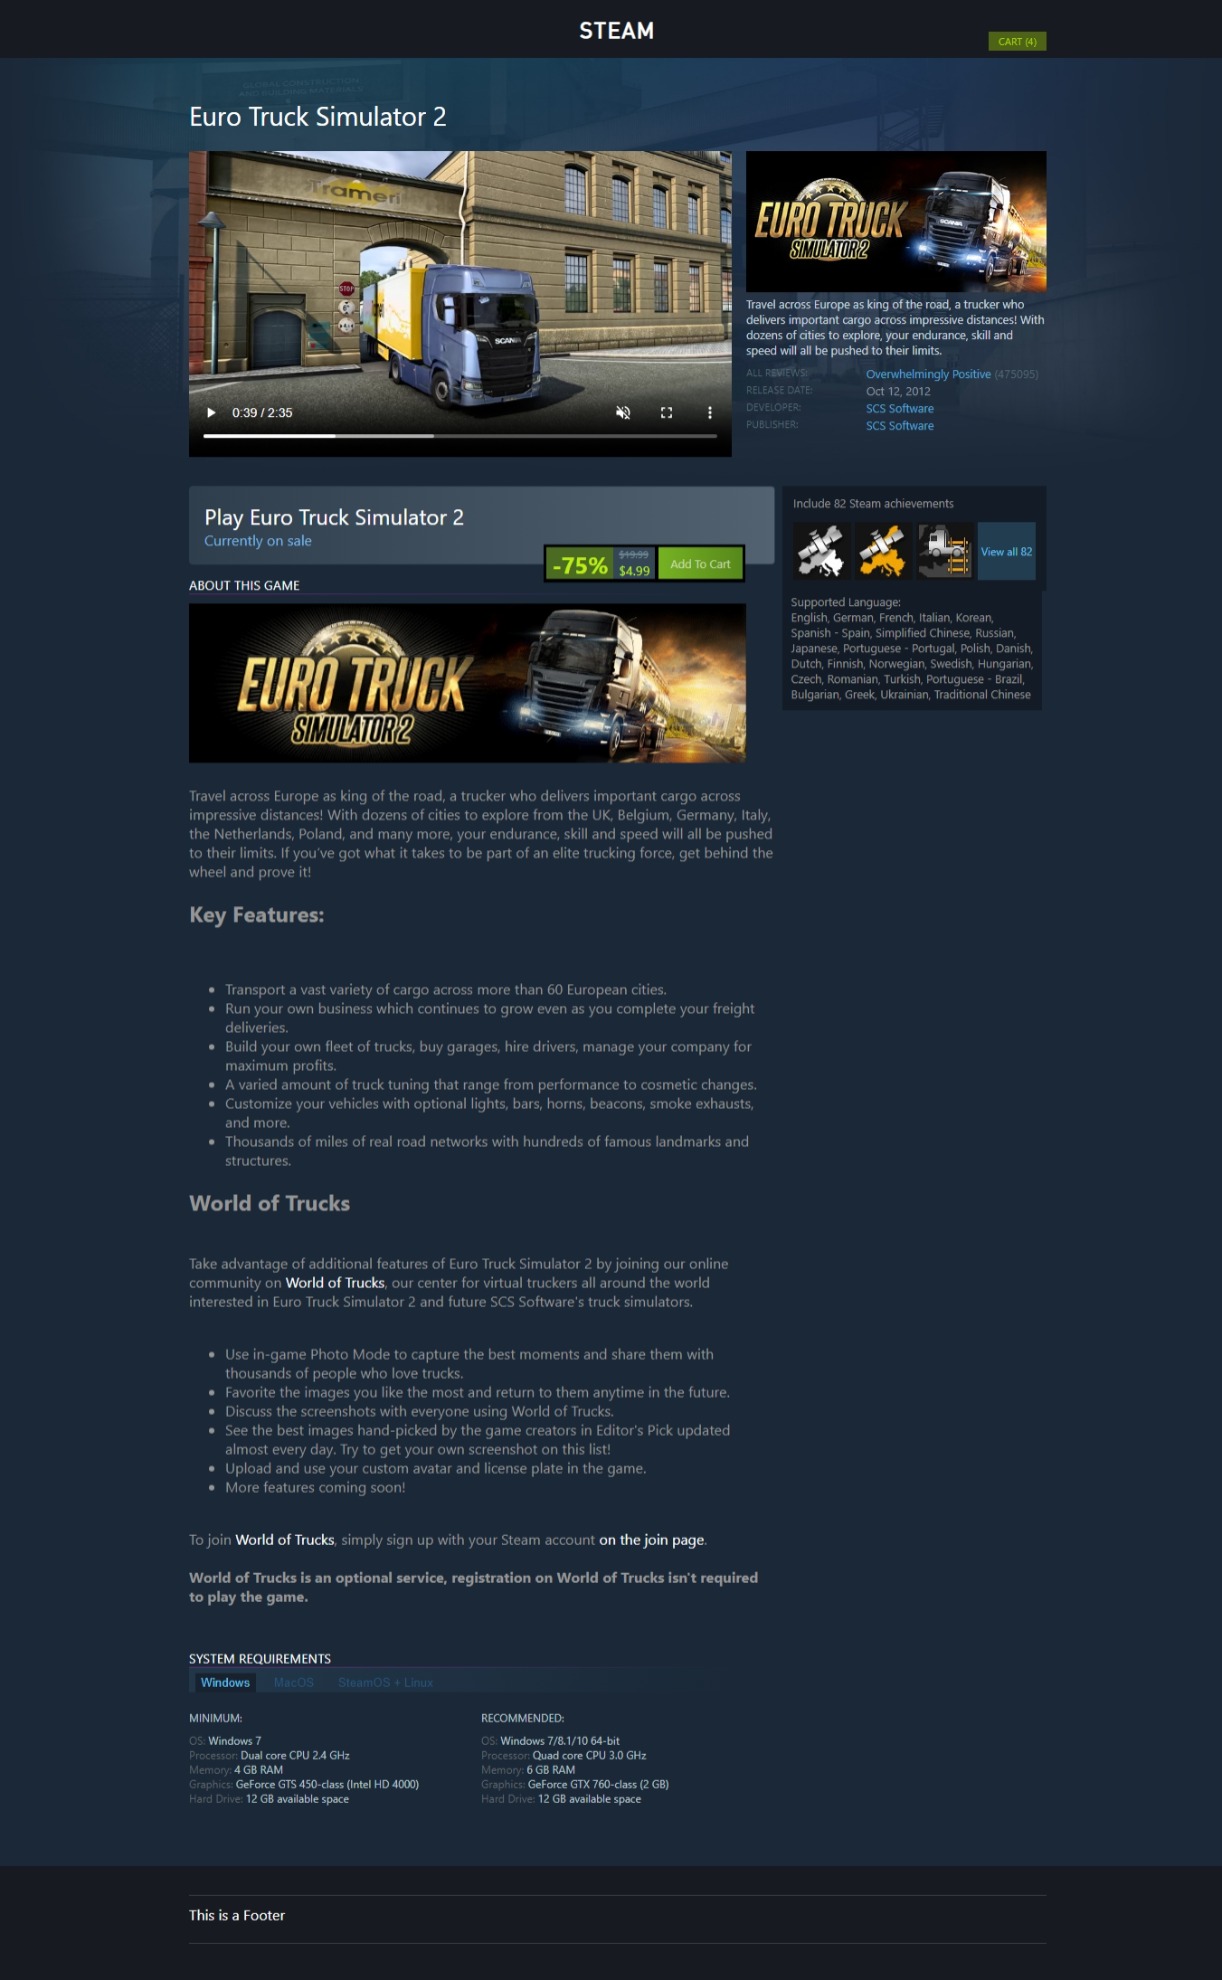 STEAM
CART (4)
GLOBAL CONSTRUCTION
AND BUILDING MATERIALS
Euro Truck Simulator 2
Trameri
STOP
SCANIA
0:39 / 2:35
EURO TRUCK
SIMULATOR 2
SCANIA
Travel across Europe as king of the road, a trucker who
delivers important cargo across impressive distances! With
dozens of cities to explore, your endurance, skill and
speed will all be pushed to their limits.
ALL REVIEWS: Overwhelmingly Positive (475095)
RELEASE DATE: Oct 12, 2012
DEVELOPER: SCS Software
PUBLISHER: SCS Software
Play Euro Truck Simulator 2
Currently on sale
-75% $19.99 $4.99 Add To Cart
Include 82 Steam achievements
View all 82
Supported Language:
English, German, French, Italian, Korean,
Spanish - Spain, Simplified Chinese, Russian,
Japanese, Portuguese - Portugal, Polish, Danish,
Dutch, Finnish, Norwegian, Swedish, Hungarian,
Czech, Romanian, Turkish, Portuguese - Brazil,
Bulgarian, Greek, Ukrainian, Traditional Chinese
ABOUT THIS GAME
EURO TRUCK
SIMULATOR 2
Travel across Europe as king of the road, a trucker who delivers important cargo across
impressive distances! With dozens of cities to explore from the UK, Belgium, Germany, Italy,
the Netherlands, Poland, and many more, your endurance, skill and speed will all be pushed
to their limits. If you've got what it takes to be part of an elite trucking force, get behind the
wheel and prove it!
Key Features:
• Transport a vast variety of cargo across more than 60 European cities.
• Run your own business which continues to grow even as you complete your freight
deliveries.
• Build your own fleet of trucks, buy garages, hire drivers, manage your company for
maximum profits.
• A varied amount of truck tuning that range from performance to cosmetic changes.
• Customize your vehicles with optional lights, bars, horns, beacons, smoke exhausts,
and more.
• Thousands of miles of real road networks with hundreds of famous landmarks and
structures.
World of Trucks
Take advantage of additional features of Euro Truck Simulator 2 by joining our online
community on World of Trucks, our center for virtual truckers all around the world
interested in Euro Truck Simulator 2 and future SCS Software's truck simulators.
• Use in-game Photo Mode to capture the best moments and share them with
thousands of people who love trucks.
• Favorite the images you like the most and return to them anytime in the future.
• Discuss the screenshots with everyone using World of Trucks.
• See the best images hand-picked by the game creators in Editor's Pick updated
almost every day. Try to get your own screenshot on this list!
• Upload and use your custom avatar and license plate in the game.
• More features coming soon!
To join World of Trucks, simply sign up with your Steam account on the join page.
World of Trucks is an optional service, registration on World of Trucks isn't required
to play the game.
SYSTEM REQUIREMENTS
Windows MacOS SteamOS + Linux
MINIMUM:
OS: Windows 7
Processor: Dual core CPU 2.4 GHz
Memory: 4 GB RAM
Graphics: GeForce GTS 450-class (Intel HD 4000)
Hard Drive: 12 GB available space
RECOMMENDED:
OS: Windows 7/8.1/10 64-bit
Processor: Quad core CPU 3.0 GHz
Memory: 6 GB RAM
Graphics: GeForce GTX 760-class (2 GB)
Hard Drive: 12 GB available space
This is a Footer